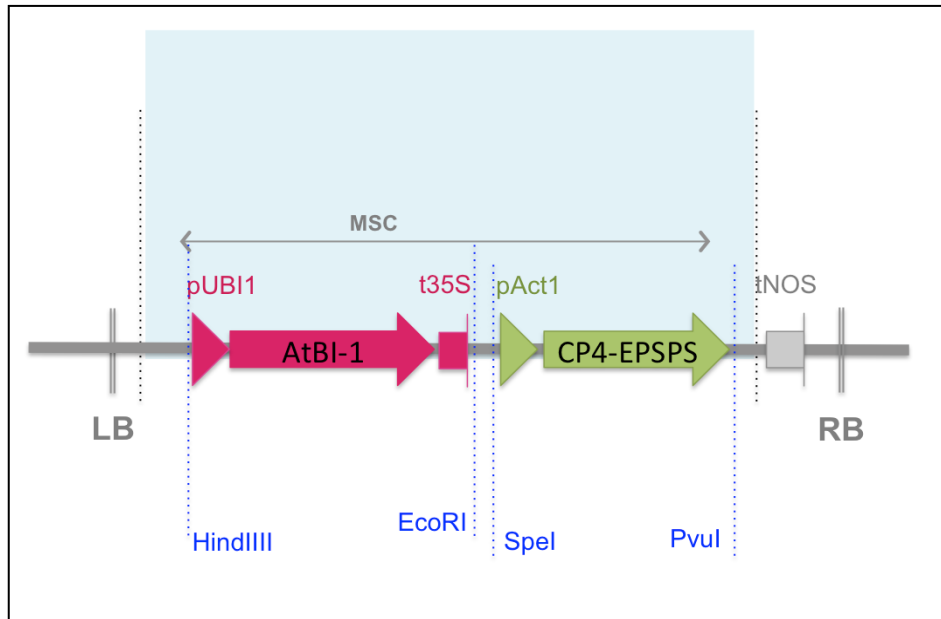 MSC
pUBI1 t35S pAct1 tNOS
AtBI-1 CP4-EPSPS
LB RB
EcoRI
HindIIII SpeI PvuI